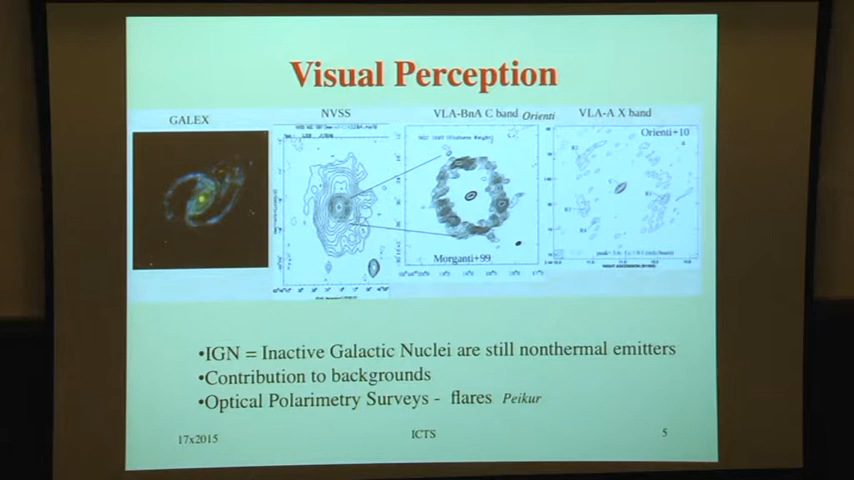 Visual Perception
GALEX
NVSS
VLA-BnA C band Orienti
VLA-A X band
Orienti+10
Morganti+99
•IGN = Inactive Galactic Nuclei are still nonthermal emitters
•Contribution to backgrounds
•Optical Polarimetry Surveys - flares Peikur
17x2015
ICTS
5